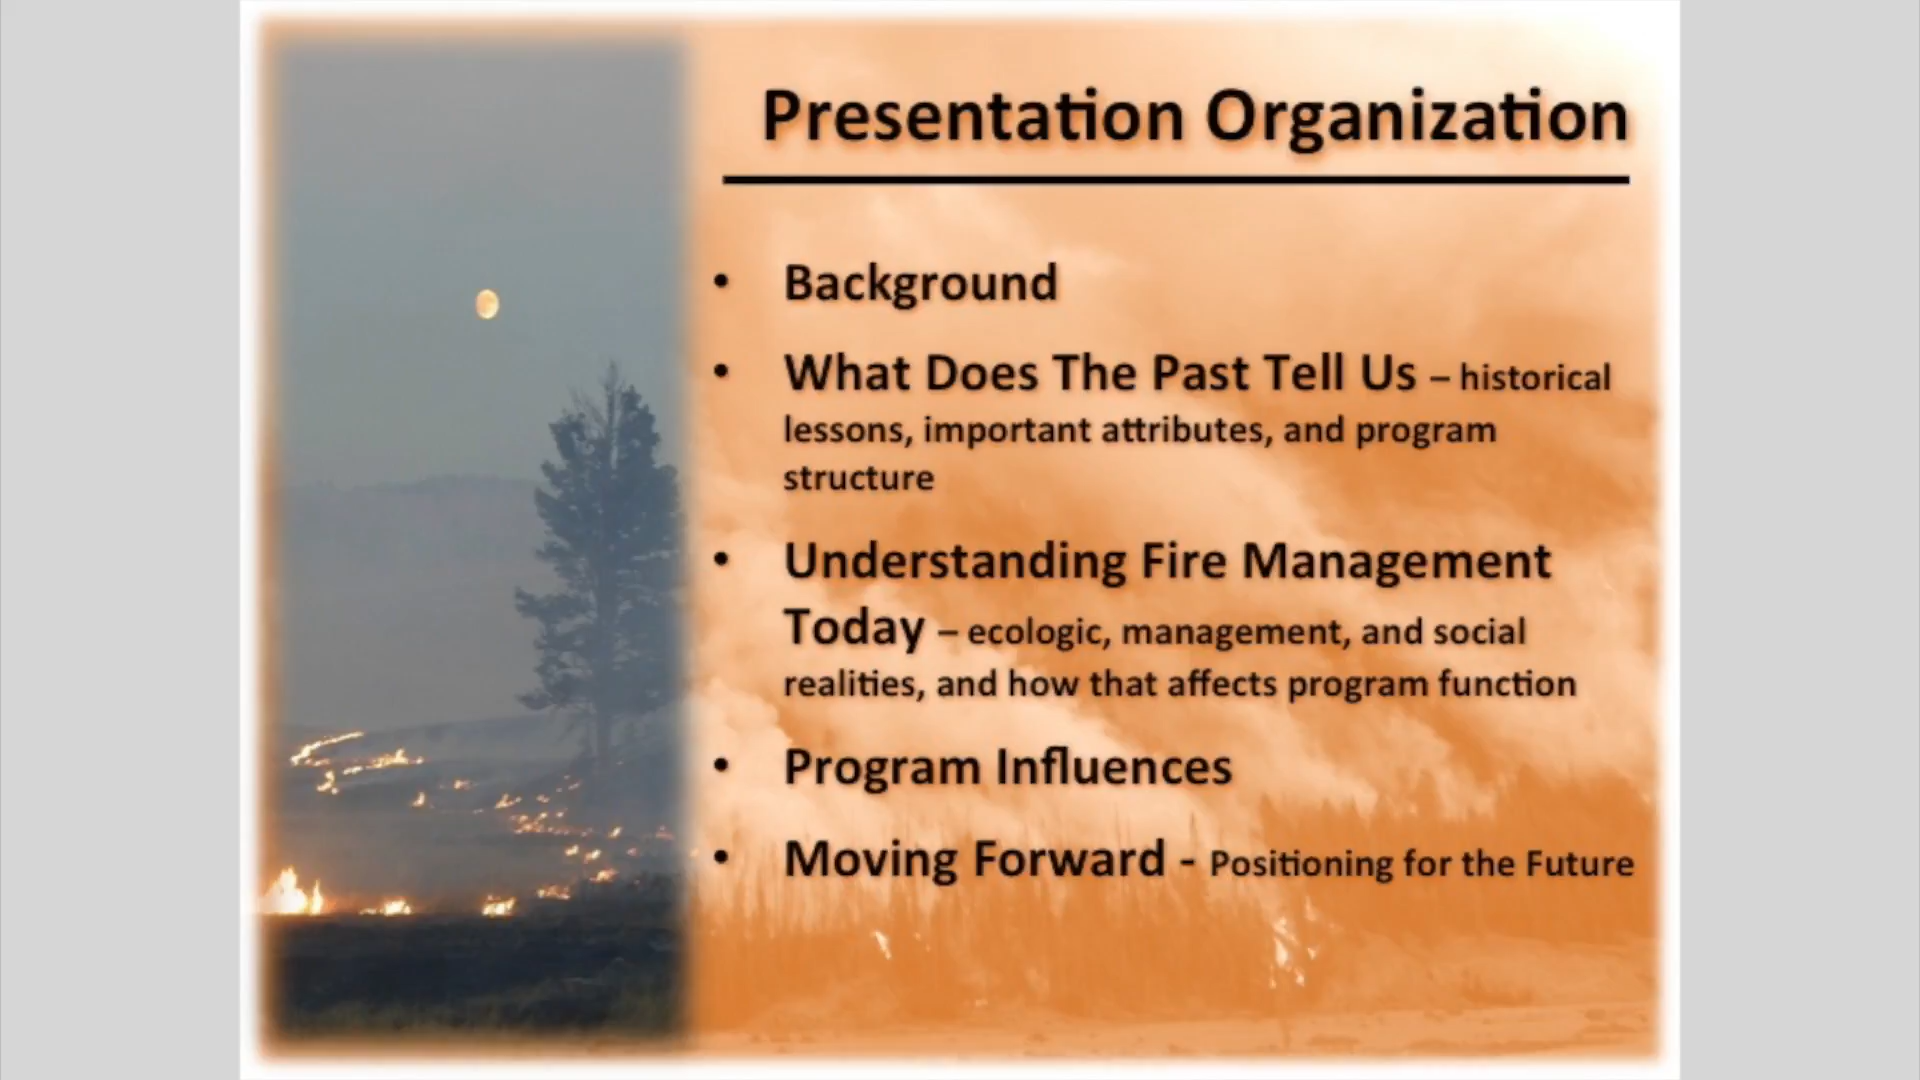 Presentation Organization
• Background
• What Does The Past Tell Us – historical
lessons, important attributes, and program
structure
• Understanding Fire Management
Today – ecologic, management, and social
realities, and how that affects program function
• Program Influences
• Moving Forward - Positioning for the Future